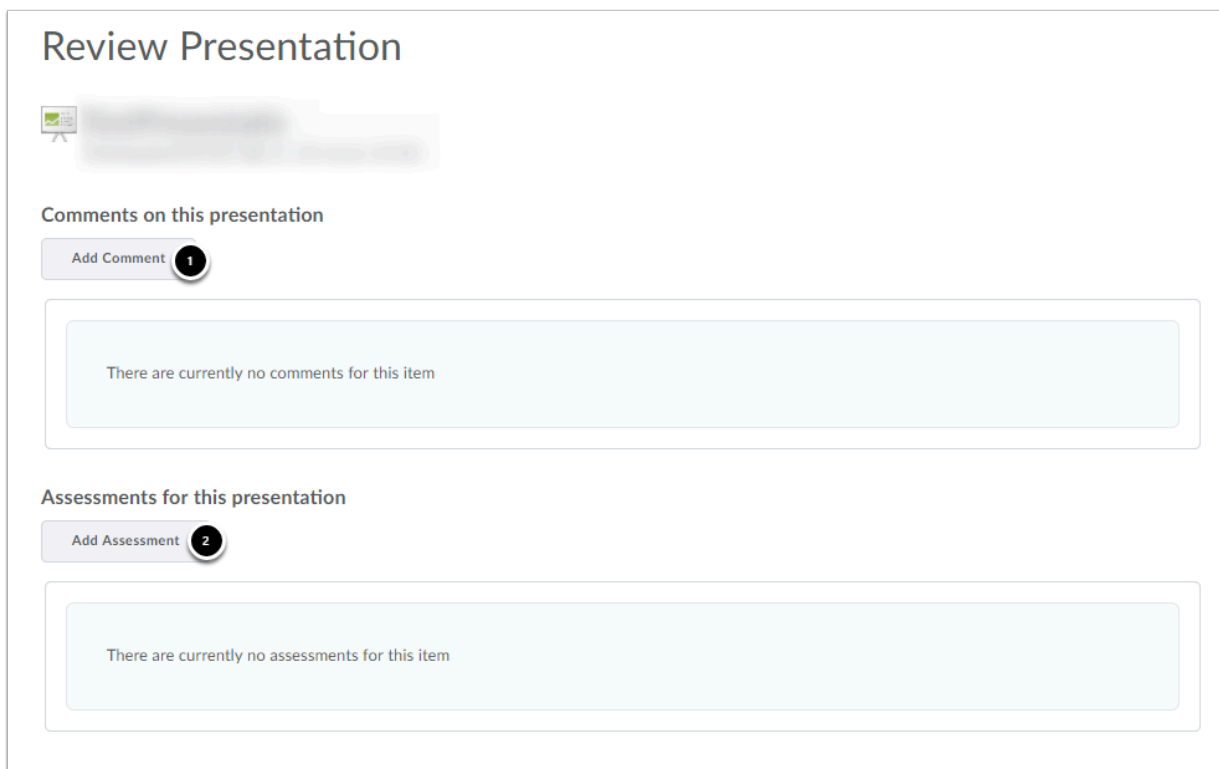 Review Presentation
Comments on this presentation
Add Comment 1
There are currently no comments for this item
Assessments for this presentation
Add Assessment 2
There are currently no assessments for this item